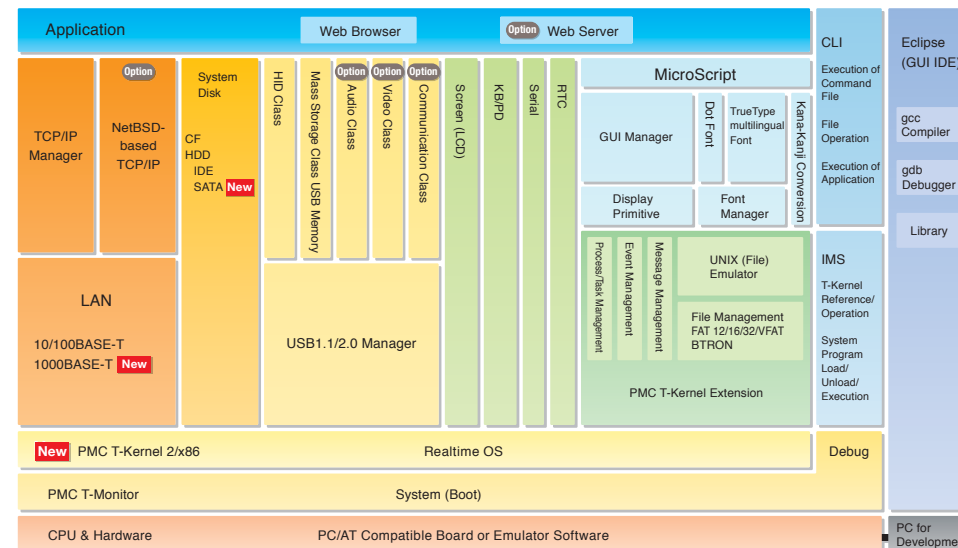 Application
Web Browser
Option Web Server
CLI
Execution of
Command
File
File
Operation
Execution of
Application
Eclipse
(GUI IDE)
gcc
Compiler
gdb
Debugger
Library
TCP/IP
Manager
Option
NetBSD-
based
TCP/IP
System
Disk
CF
HDD
IDE
SATA New
HID Class
Mass Storage Class USB Memory
Option
Audio Class
Option
Video Class
Option
Communication Class
Screen (LCD)
KB/PD
Serial
RTC
MicroScript
GUI Manager
Dot Font
TrueType
multilingual
Font
Kana-Kanji Conversion
Display
Primitive
Font
Manager
LAN
10/100BASE-T
1000BASE-T New
USB1.1/2.0 Manager
Process/Task Management
Event Management
Message Management
UNIX (File)
Emulator
File Management
FAT 12/16/32/VFAT
BTRON
PMC T-Kernel Extension
IMS
T-Kernel
Reference/
Operation
System
Program
Load/
Unload/
Execution
New PMC T-Kernel 2/x86
Realtime OS
Debug
PMC T-Monitor
System (Boot)
CPU & Hardware
PC/AT Compatible Board or Emulator Software
PC for
Developme